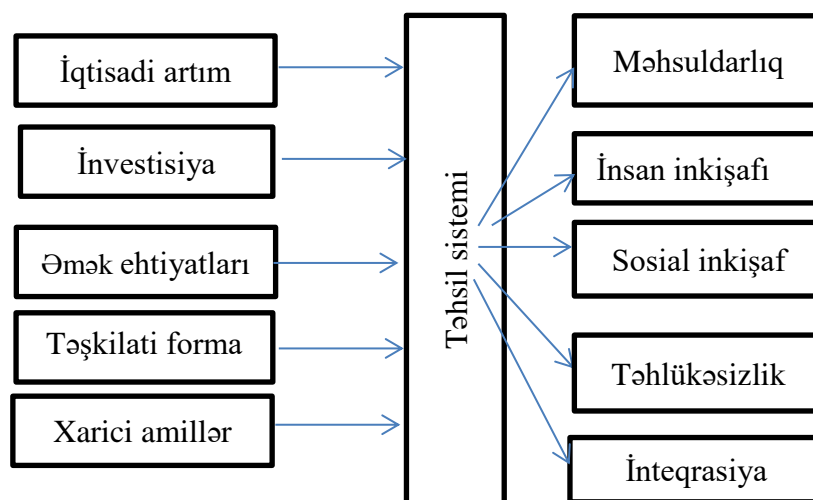 İqtisadi artım
İnvestisiya
Əmək ehtiyatları
Təşkilati forma
Xarici amillər
Təhsil sistemi
Məhsuldarlıq
İnsan inkişafı
Sosial inkişaf
Təhlükəsizlik
İnteqrasiya